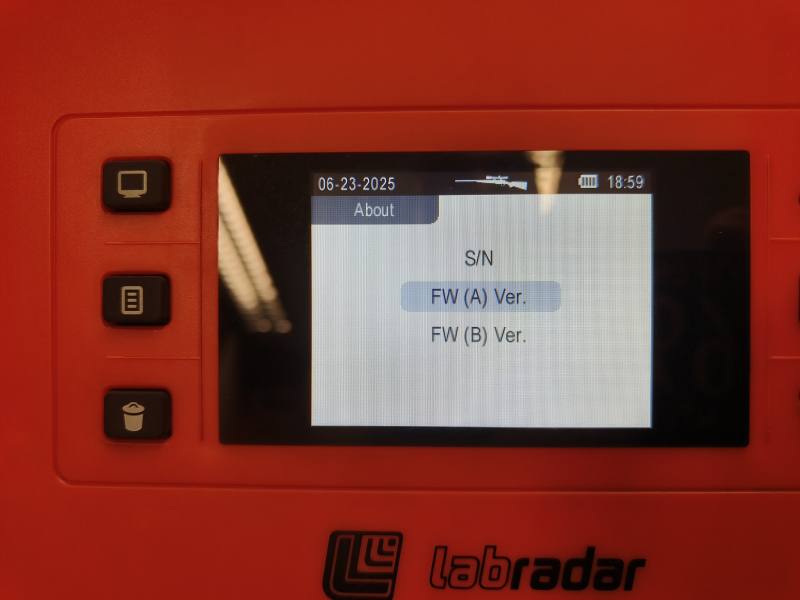 06-23-2025 18:59
About
S/N
FW (A) Ver.
FW (B) Ver.
labradar